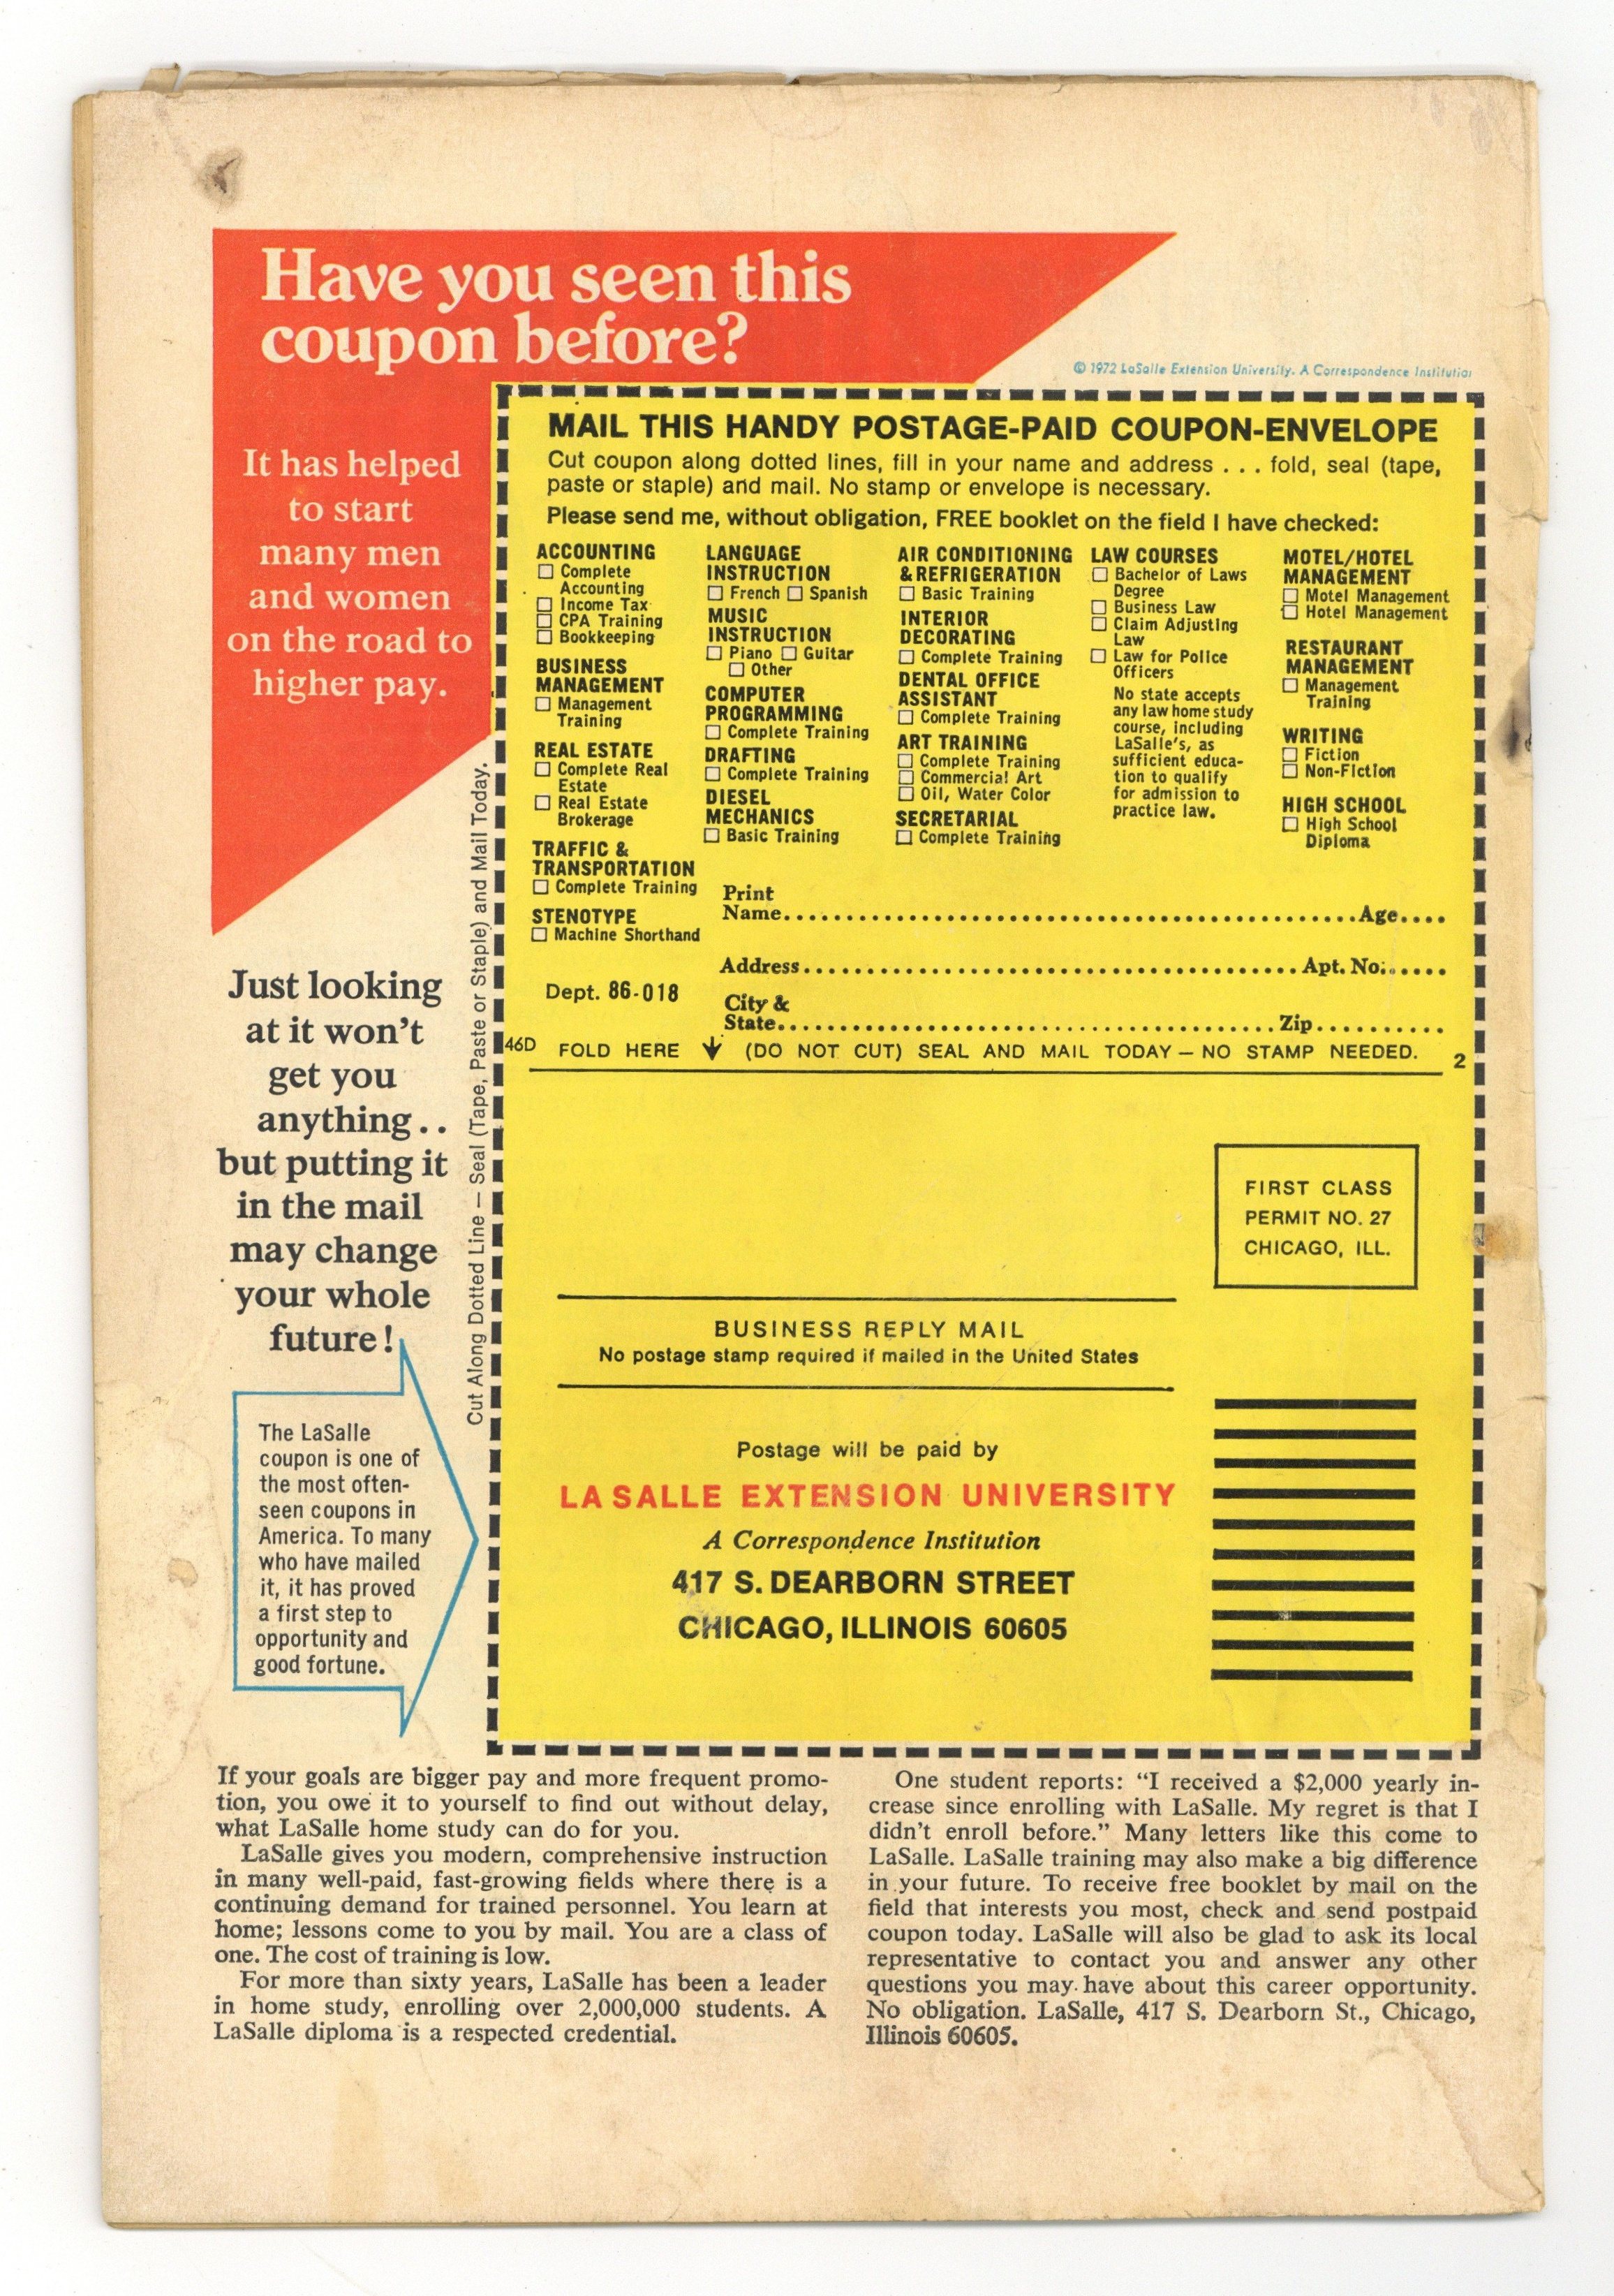 Have you seen this
coupon before?
© 1972 LaSalle Extension University. A Correspondence Institution
It has helped
to start
many men
and women
on the road to
higher pay.
Just looking
at it won't
get you
anything..
but putting it
in the mail
may change
your whole
future!
The LaSalle
coupon is one of
the most often-
seen coupons in
America. To many
who have mailed
it, it has proved
a first step to
opportunity and
good fortune.
Cut Along Dotted Line — Seal (Tape, Paste or Staple) and Mail Today.
MAIL THIS HANDY POSTAGE-PAID COUPON-ENVELOPE
Cut coupon along dotted lines, fill in your name and address . . . fold, seal (tape,
paste or staple) and mail. No stamp or envelope is necessary.
Please send me, without obligation, FREE booklet on the field I have checked:
ACCOUNTING
Complete
Accounting
Income Tax
CPA Training
Bookkeeping
BUSINESS
MANAGEMENT
Management
Training
REAL ESTATE
Complete Real
Estate
Real Estate
Brokerage
TRAFFIC &
TRANSPORTATION
Complete Training
STENOTYPE
Machine Shorthand
LANGUAGE
INSTRUCTION
French Spanish
MUSIC
INSTRUCTION
Piano Guitar
Other
COMPUTER
PROGRAMMING
Complete Training
DRAFTING
Complete Training
DIESEL
MECHANICS
Basic Training
AIR CONDITIONING
& REFRIGERATION
Basic Training
INTERIOR
DECORATING
Complete Training
DENTAL OFFICE
ASSISTANT
Complete Training
ART TRAINING
Complete Training
Commercial Art
Oil, Water Color
SECRETARIAL
Complete Training
LAW COURSES
Bachelor of Laws
Degree
Business Law
Claim Adjusting
Law
Law for Police
Officers
No state accepts
any law home study
course, including
LaSalle's, as
sufficient educa-
tion to qualify
for admission to
practice law.
MOTEL/HOTEL
MANAGEMENT
Motel Management
Hotel Management
RESTAURANT
MANAGEMENT
Management
Training
WRITING
Fiction
Non-Fiction
HIGH SCHOOL
High School
Diploma
Print
Name Age
Address Apt. No.
Dept. 86-018
City &
State Zip
46D FOLD HERE ↓ (DO NOT CUT) SEAL AND MAIL TODAY — NO STAMP NEEDED. 2
FIRST CLASS
PERMIT NO. 27
CHICAGO, ILL.
BUSINESS REPLY MAIL
No postage stamp required if mailed in the United States
Postage will be paid by
LA SALLE EXTENSION UNIVERSITY
A Correspondence Institution
417 S. DEARBORN STREET
CHICAGO, ILLINOIS 60605
If your goals are bigger pay and more frequent promo-
tion, you owe it to yourself to find out without delay,
what LaSalle home study can do for you.
LaSalle gives you modern, comprehensive instruction
in many well-paid, fast-growing fields where there is a
continuing demand for trained personnel. You learn at
home; lessons come to you by mail. You are a class of
one. The cost of training is low.
For more than sixty years, LaSalle has been a leader
in home study, enrolling over 2,000,000 students. A
LaSalle diploma is a respected credential.
One student reports: “I received a $2,000 yearly in-
crease since enrolling with LaSalle. My regret is that I
didn't enroll before.” Many letters like this come to
LaSalle. LaSalle training may also make a big difference
in your future. To receive free booklet by mail on the
field that interests you most, check and send postpaid
coupon today. LaSalle will also be glad to ask its local
representative to contact you and answer any other
questions you may have about this career opportunity.
No obligation. LaSalle, 417 S. Dearborn St., Chicago,
Illinois 60605.